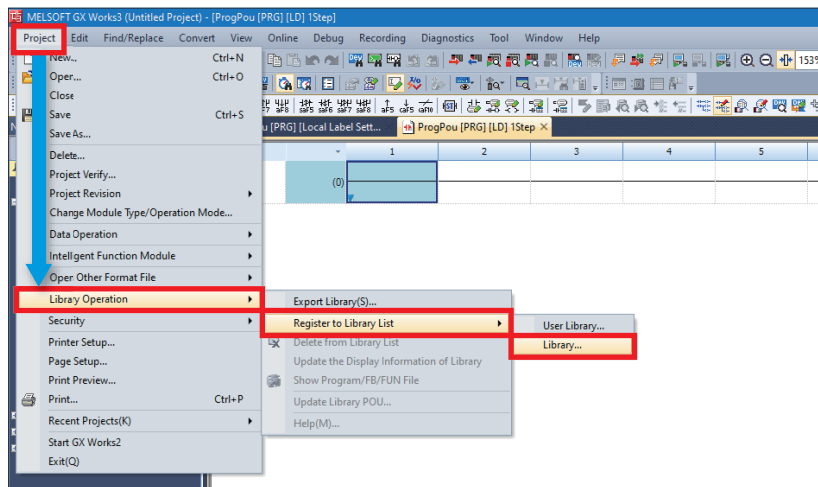 MELSOFT GX Works3 (Untitled Project) - [ProgPou [PRG] [LD] 1Step]
Project Edit Find/Replace Convert View Online Debug Recording Diagnostics Tool Window Help
New... Ctrl+N
153%
Open... Ctrl+O
Close
Save Ctrl+S
Save As...
u [PRG] [Local Label Sett... ProgPou [PRG] [LD] 1Step
Delete...
1 2 3 4 5
Project Verify...
(0)
Project Revision
Change Module Type/Operation Mode...
Data Operation
Intelligent Function Module
Open Other Format File
Library Operation
Export Library(S)...
Security
Register to Library List
User Library...
Printer Setup...
Delete from Library List
Library...
Page Setup...
Update the Display Information of Library
Print Preview...
Show Program/FB/FUN File
Print... Ctrl+P
Update Library POU...
Recent Projects(K)
Help(M)...
Start GX Works2
Exit(Q)